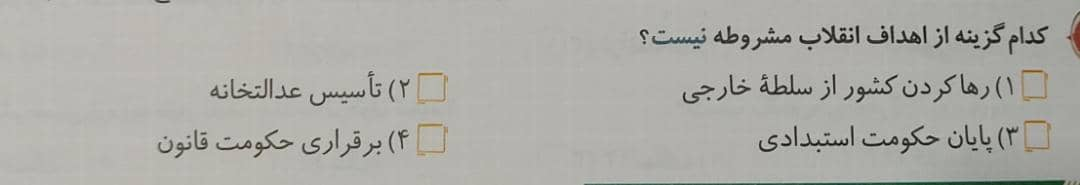 کدام گزینه از اهداف انقلاب مشروطه نیست؟
۱) رها کردن کشور از سلطهٔ خارجی
۲) تأسیس عدالتخانه
۳) پایان حکومت استبدادی
۴) برقراری حکومت قانون